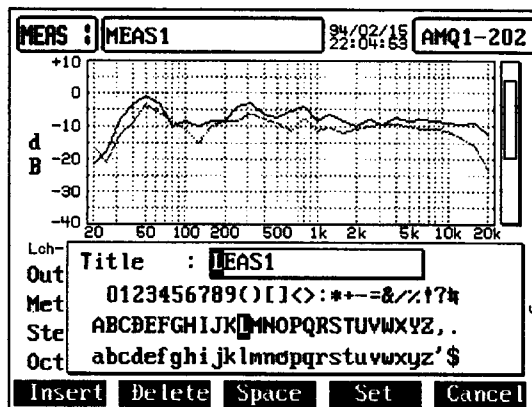 MEAS : MEAS1 94/02/15 22:04:53 AMQ1-202
+10
0
-10
-20
-30
-40
dB
20 50 100 200 500 1k 2k 5k 10k 20k
Lch-
Out
Met
Ste
Oct
Title : LEAS1
0123456789()[]<>:*+-=&/%†?¥
ABCDEFGHIJKLMNOPQRSTUVWXYZ,.
abcdefghijklmnopqrstuvwxyz'$
Insert Delete Space Set Cancel